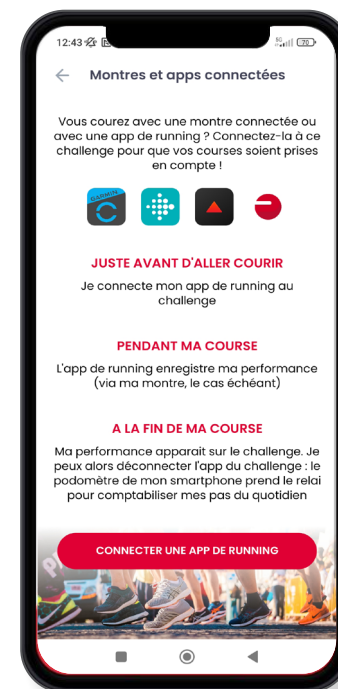 12:43
5G
70
Montres et apps connectées
Vous courez avec une montre connectée ou
avec une app de running ? Connectez-la à ce
challenge pour que vos courses soient prises
en compte !
GARMIN
JUSTE AVANT D'ALLER COURIR
Je connecte mon app de running au
challenge
PENDANT MA COURSE
L'app de running enregistre ma performance
(via ma montre, le cas échéant)
A LA FIN DE MA COURSE
Ma performance apparait sur le challenge. Je
peux alors déconnecter l'app du challenge : le
podomètre de mon smartphone prend le relai
pour comptabiliser mes pas du quotidien
CONNECTER UNE APP DE RUNNING